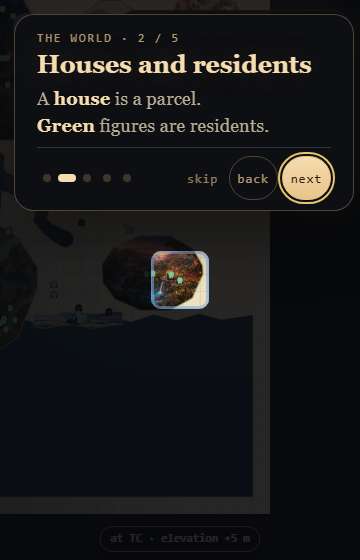 THE WORLD · 2 / 5
Houses and residents
A house is a parcel.
Green figures are residents.
skip back next
at TC · elevation +5 m